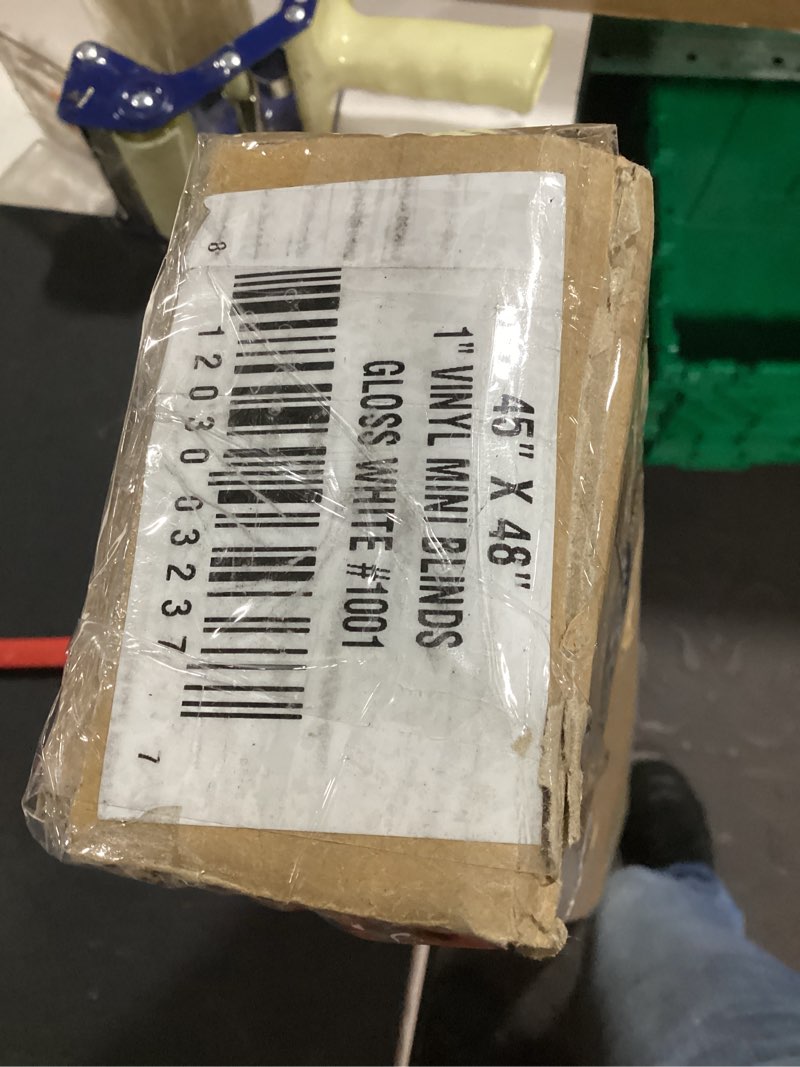 45" X 48"
1" VINYL MINI BLINDS
GLOSS WHITE #1001
8 12030 03237 7